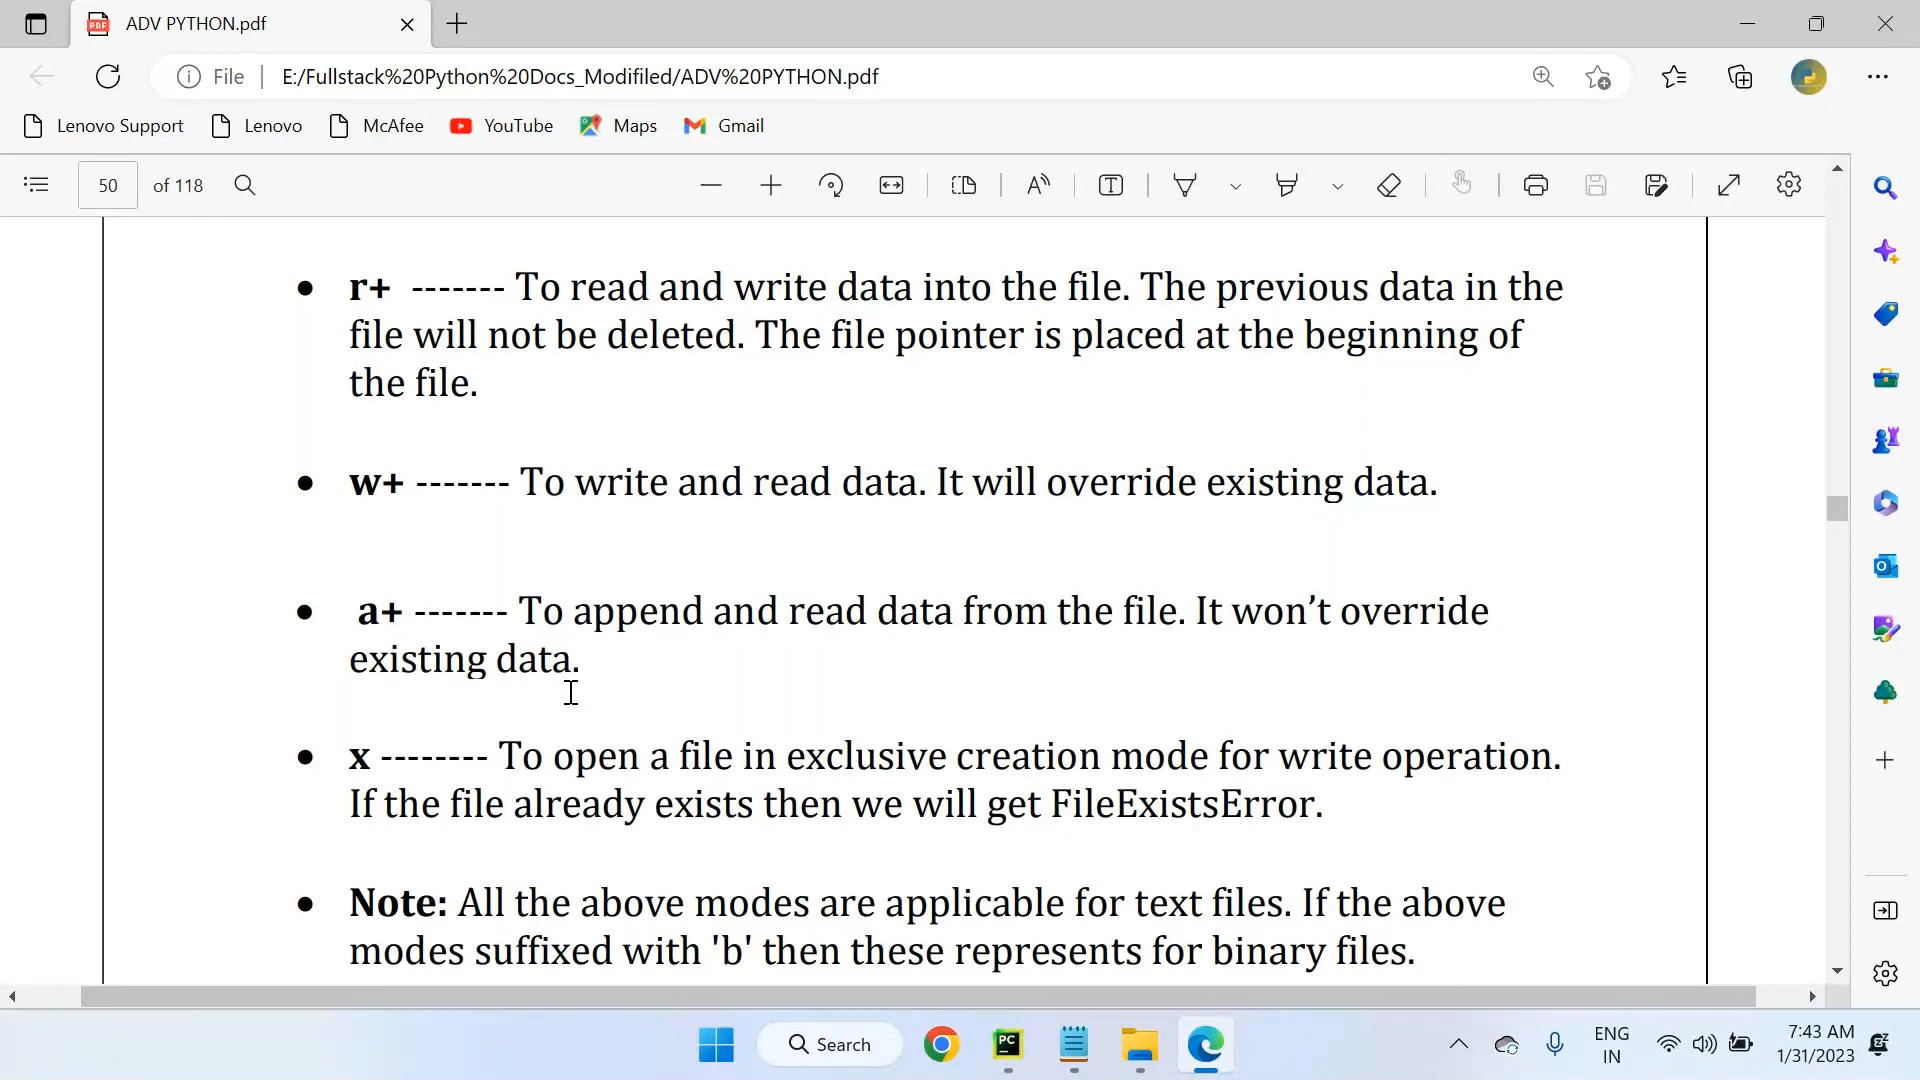 ADV PYTHON.pdf
File | E:/Fullstack%20Python%20Docs_Modifiled/ADV%20PYTHON.pdf
Lenovo Support Lenovo McAfee YouTube Maps Gmail
50 of 118
• r+ ------- To read and write data into the file. The previous data in the
file will not be deleted. The file pointer is placed at the beginning of
the file.
• w+ ------- To write and read data. It will override existing data.
• a+ ------- To append and read data from the file. It won’t override
existing data.
• x -------- To open a file in exclusive creation mode for write operation.
If the file already exists then we will get FileExistsError.
• Note: All the above modes are applicable for text files. If the above
modes suffixed with 'b' then these represents for binary files.
Search
ENG
IN
7:43 AM
1/31/2023